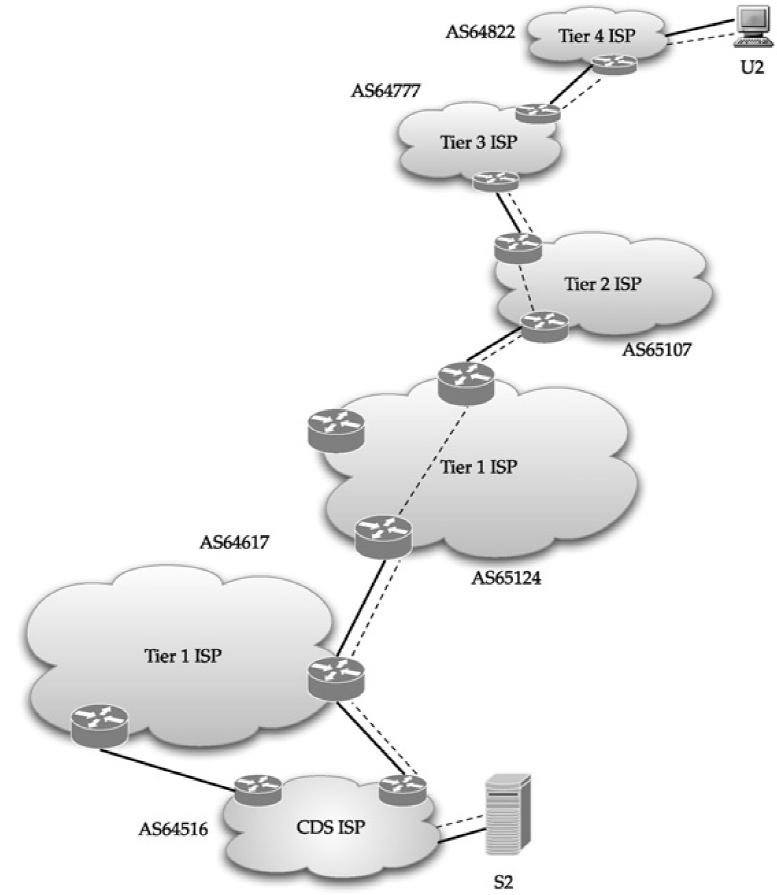 AS64822
Tier 4 ISP
U2
AS64777
Tier 3 ISP
Tier 2 ISP
AS65107
Tier 1 ISP
AS64617
AS65124
Tier 1 ISP
AS64516
CDS ISP
S2